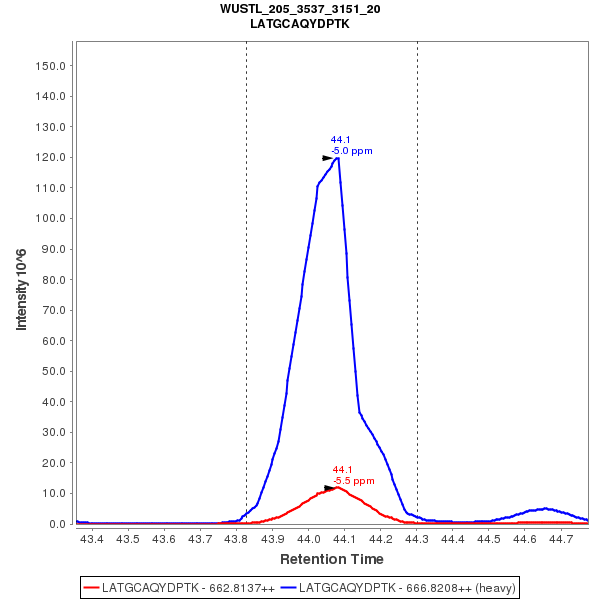 WUSTL_205_3537_3151_20
LATGCAQYDPTK
150.0
140.0
130.0
120.0
110.0
100.0
90.0
80.0
70.0
60.0
50.0
40.0
30.0
20.0
10.0
0.0
Intensity 10^6
44.1
-5.0 ppm
44.1
-5.5 ppm
43.4 43.5 43.6 43.7 43.8 43.9 44.0 44.1 44.2 44.3 44.4 44.5 44.6 44.7
Retention Time
LATGCAQYDPTK - 662.8137++ LATGCAQYDPTK - 666.8208++ (heavy)